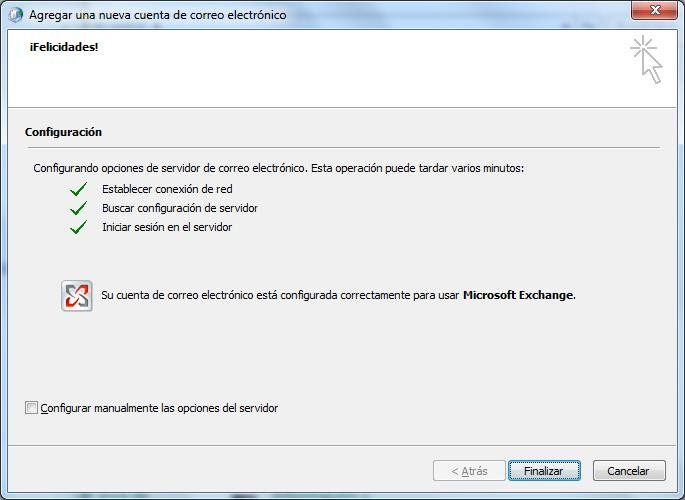 Agregar una nueva cuenta de correo electrónico
¡Felicidades!
Configuración
Configurando opciones de servidor de correo electrónico. Esta operación puede tardar varios minutos:
Establecer conexión de red
Buscar configuración de servidor
Iniciar sesión en el servidor
Su cuenta de correo electrónico está configurada correctamente para usar Microsoft Exchange.
Configurar manualmente las opciones del servidor
< Atrás
Finalizar
Cancelar